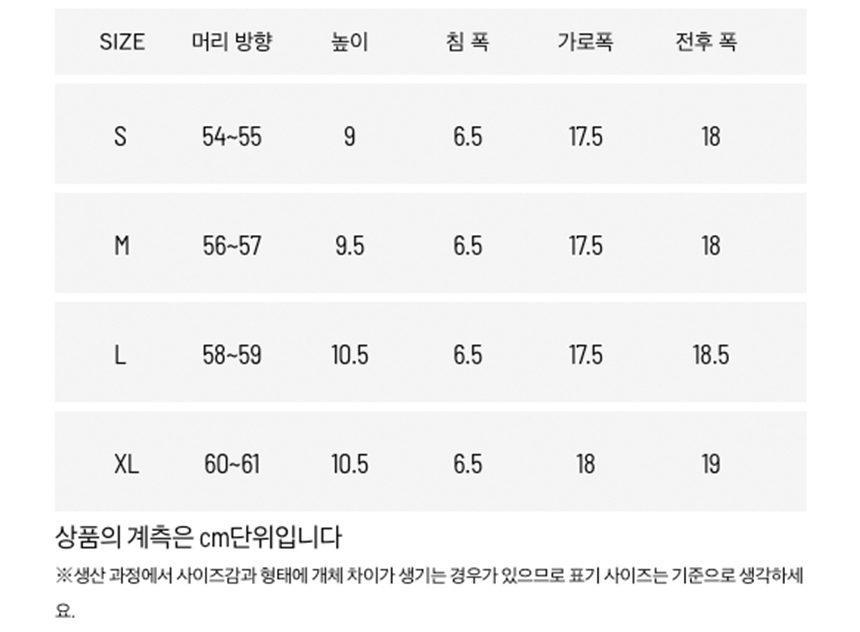 SIZE 머리 방향 높이 침 폭 가로폭 전후 폭
S 54~55 9 6.5 17.5 18
M 56~57 9.5 6.5 17.5 18
L 58~59 10.5 6.5 17.5 18.5
XL 60~61 10.5 6.5 18 19
상품의 계측은 cm단위입니다
※생산 과정에서 사이즈감과 형태에 개체 차이가 생기는 경우가 있으므로 표기 사이즈는 기준으로 생각하세
요.